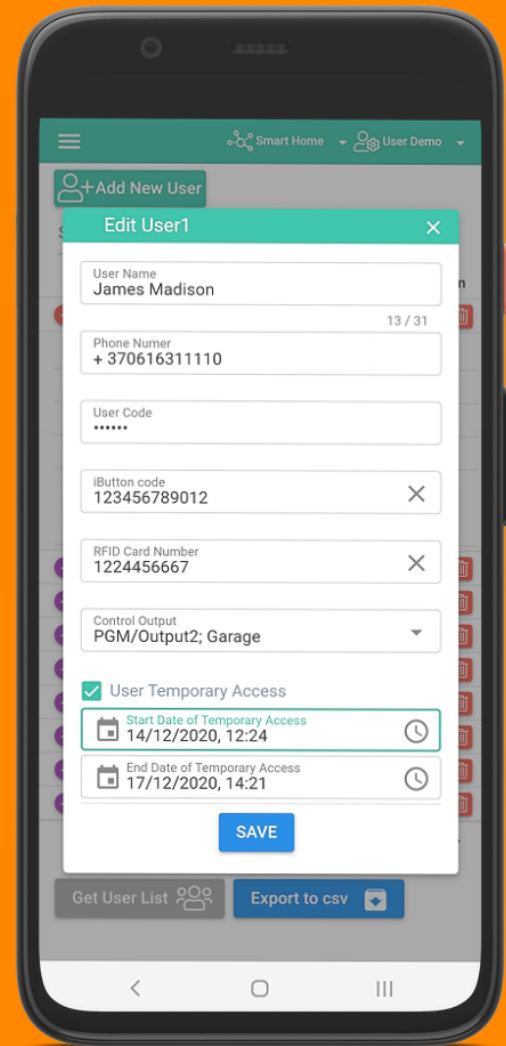 Smart Home
User Demo
+Add New User
Edit User1
User Name
James Madison
13 / 31
Phone Numer
+ 370616311110
User Code
••••••
iButton code
123456789012
RFID Card Number
1224456667
Control Output
PGM/Output2; Garage
User Temporary Access
Start Date of Temporary Access
14/12/2020, 12:24
End Date of Temporary Access
17/12/2020, 14:21
SAVE
Get User List
Export to csv